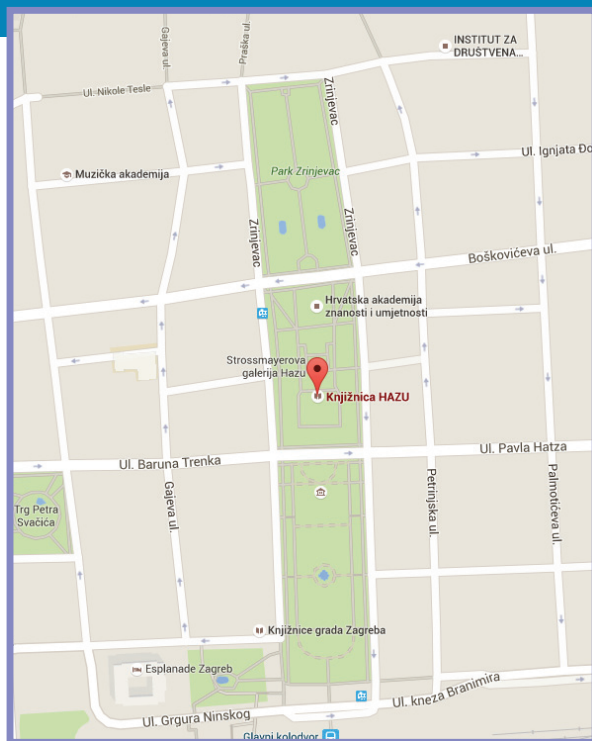 Gajeva ul.
Praška ul.
INSTITUT ZA
DRUŠTVENA...
Ul. Nikole Tesle
Zrinjevac
Ul. Ignjata Đo
Muzička akademija
Park Zrinjevac
Zrinjevac
Zrinjevac
Boškovićeva ul.
Hrvatska akademija
znanosti i umjetnosti
Strossmayerova
galerija Hazu
Knjižnica HAZU
Ul. Baruna Trenka
Ul. Pavla Hatza
Gajeva ul.
Petrinjska ul.
Palmotićeva ul.
Trg Petra
Svačića
Knjižnice grada Zagreba
Esplanade Zagreb
Ul. kneza Branimira
Ul. Grgura Ninskog
Glavni kolodvor